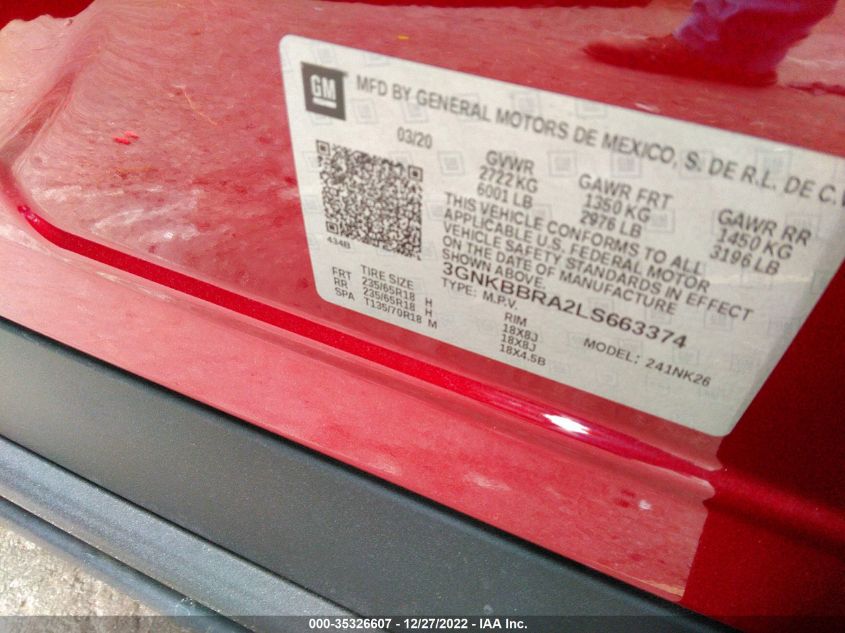 GM
MFD BY GENERAL MOTORS DE MEXICO, S. DE R.L. DE C.V
03/20
GVWR
2722 KG
6001 LB
GAWR FRT
1350 KG
2976 LB
GAWR RR
1450 KG
3196 LB
434B
THIS VEHICLE CONFORMS TO ALL
APPLICABLE U.S. FEDERAL MOTOR
VEHICLE SAFETY STANDARDS IN EFFECT
ON THE DATE OF MANUFACTURE
SHOWN ABOVE.
3GNKBBRA2LS663374
TYPE: M.P.V.
MODEL: 241NK26
TIRE SIZE
RIM
FRT 235/65R18 H 18X8J
RR 235/65R18 H 18X8J
SPA T135/70R18 M 18X4.5B
000-35326607 - 12/27/2022 - IAA Inc.